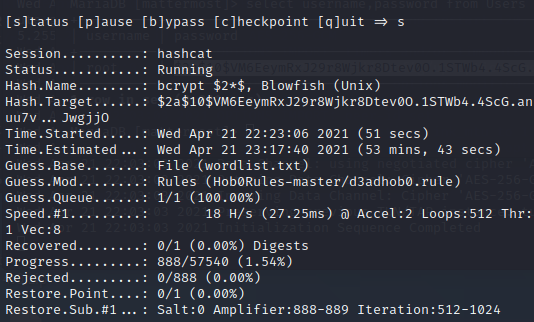 [s]tatus [p]ause [b]ypass [c]heckpoint [q]uit => s
Session..........: hashcat
Status...........: Running
Hash.Name........: bcrypt $2*$, Blowfish (Unix)
Hash.Target......: $2a$10$VM6EeymRxJ29r8Wjkr8Dtev0O.1STWb4.4ScG.an
uu7v...JwgjjO
Time.Started.....: Wed Apr 21 22:23:06 2021 (51 secs)
Time.Estimated...: Wed Apr 21 23:17:40 2021 (53 mins, 43 secs)
Guess.Base.......: File (wordlist.txt)
Guess.Mod........: Rules (Hob0Rules-master/d3adhob0.rule)
Guess.Queue......: 1/1 (100.00%)
Speed.#1.........:       18 H/s (27.25ms) @ Accel:2 Loops:512 Thr:
1 Vec:8
Recovered........: 0/1 (0.00%) Digests
Progress.........: 888/57540 (1.54%)
Rejected.........: 0/888 (0.00%)
Restore.Point....: 0/1 (0.00%)
Restore.Sub.#1...: Salt:0 Amplifier:888-889 Iteration:512-1024